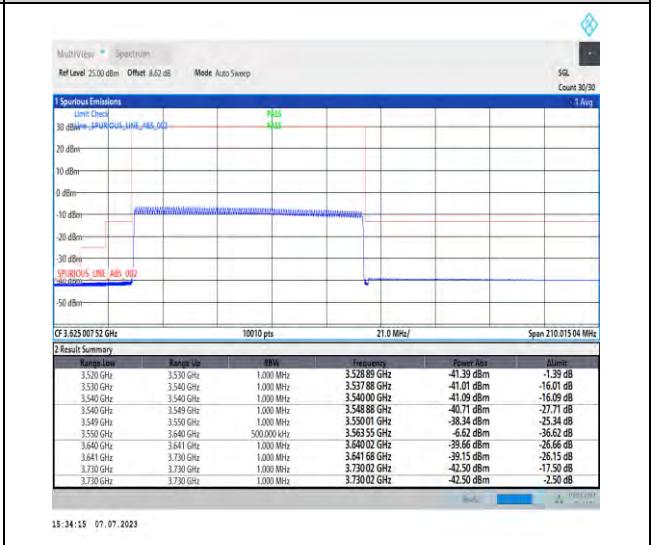 MultiView Spectrum
Ref Level 25.00 dBm Offset 8.62 dB Mode Auto Sweep SGL
Count 30/30
1 Spurious Emissions 1 Avg
Limit Check PASS
30 dBm Line _SPURIOUS_LINE_ABS_002 PASS
20 dBm
10 dBm
0 dBm
-10 dBm
-20 dBm
-30 dBm
SPURIOUS_LINE_ABS_002
-40 dBm
-50 dBm
CF 3.625 007 52 GHz 10010 pts 21.0 MHz/ Span 210.015 04 MHz
2 Result Summary
Range Low Range Up RBW Frequency Power Abs ΔLimit
3.520 GHz 3.530 GHz 1.000 MHz 3.528 89 GHz -41.39 dBm -1.39 dB
3.530 GHz 3.540 GHz 1.000 MHz 3.537 88 GHz -41.01 dBm -16.01 dB
3.540 GHz 3.540 GHz 1.000 MHz 3.540 00 GHz -41.09 dBm -16.09 dB
3.540 GHz 3.549 GHz 1.000 MHz 3.548 88 GHz -40.71 dBm -27.71 dB
3.549 GHz 3.550 GHz 1.000 MHz 3.550 01 GHz -38.34 dBm -25.34 dB
3.550 GHz 3.640 GHz 500.000 kHz 3.563 55 GHz -6.62 dBm -36.62 dB
3.640 GHz 3.641 GHz 1.000 MHz 3.640 02 GHz -39.66 dBm -26.66 dB
3.641 GHz 3.730 GHz 1.000 MHz 3.641 68 GHz -39.15 dBm -26.15 dB
3.730 GHz 3.730 GHz 1.000 MHz 3.730 02 GHz -42.50 dBm -17.50 dB
3.730 GHz 3.730 GHz 1.000 MHz 3.730 02 GHz -42.50 dBm -2.50 dB
15:34:15 07.07.2023